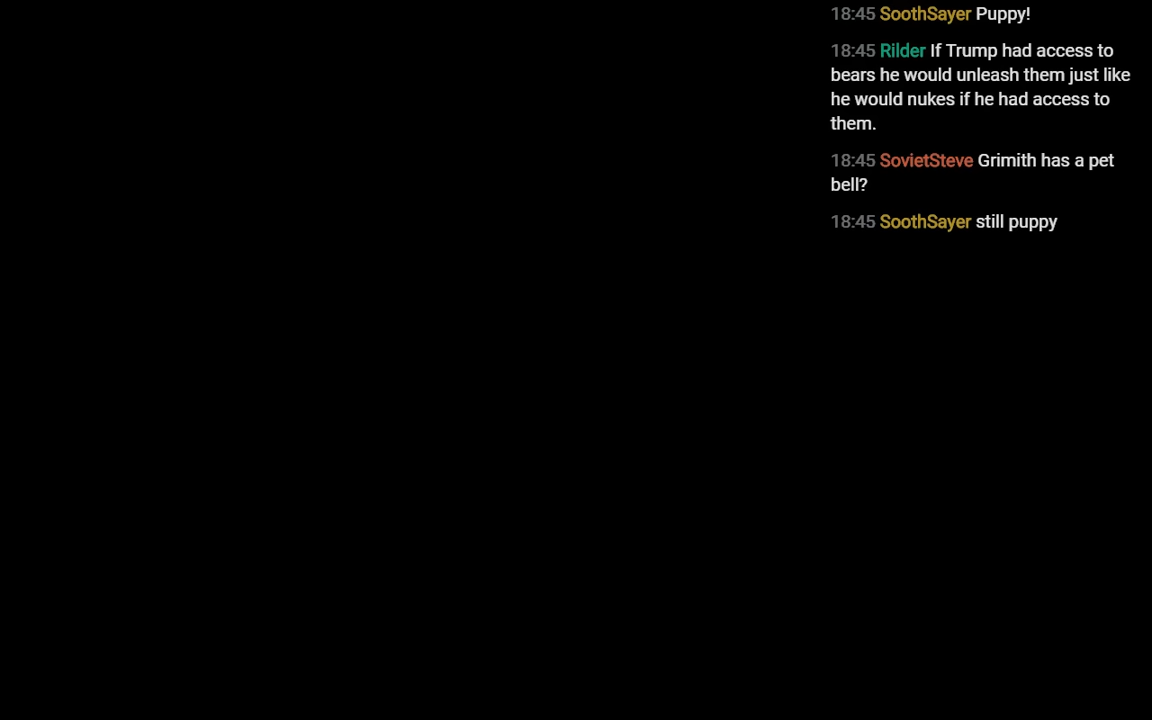 18:45 SoothSayer Puppy!
18:45 Rilder If Trump had access to
bears he would unleash them just like
he would nukes if he had access to
them.
18:45 SovietSteve Grimith has a pet
bell?
18:45 SoothSayer still puppy